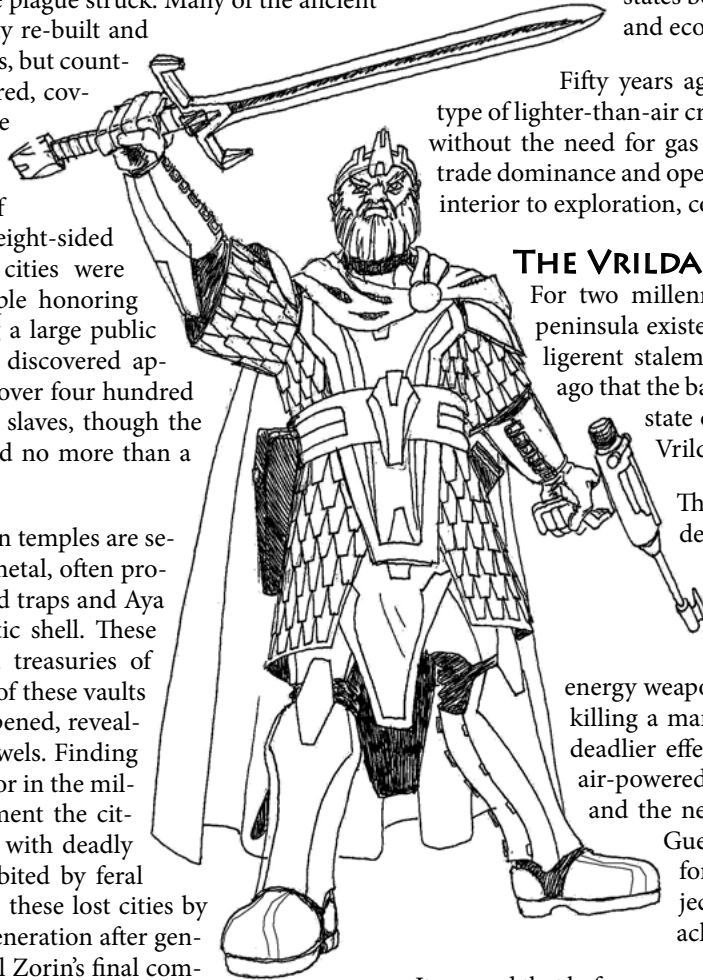 e plague struck. Many of the ancient
y re-built and
s, but count-
red, cov-
e
f
eight-sided
cities were
ple honoring
g a large public
discovered ap-
over four hundred
slaves, though the
d no more than a
n temples are se-
metal, often pro-
d traps and Aya
tic shell. These
treasuries of
of these vaults
pened, reveal-
wels. Finding
or in the mil-
ment the cit-
with deadly
bited by feral
these lost cities by
eneration after gen-
l Zorin's final com-
states b
and eco
Fifty years ag
type of lighter-than-air cr
without the need for gas
trade dominance and ope
interior to exploration, co
THE VRILDA
For two millenn
peninsula existe
ligerent stalem
ago that the ba
state o
Vrild
Th
de
energy weapo
killing a mar
deadlier effe
air-powered
and the ne
Gue
for
jec
ach